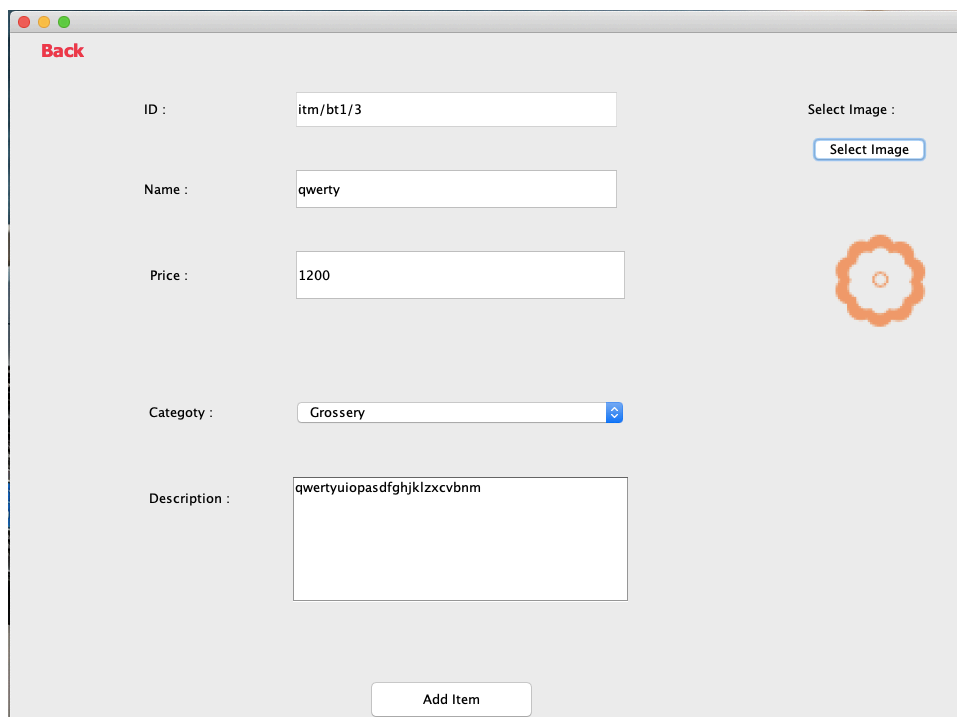 Back
ID : itm/bt1/3 Select Image :
Select Image
Name : qwerty
Price : 1200
Categoty : Grossery
Description : qwertyuiopasdfghjklzxcvbnm
Add Item